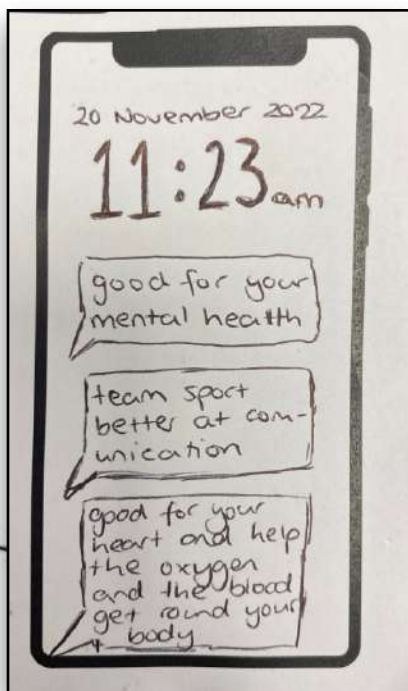 20 November 2022
11:23am
good for your
mental health
team sport
better at com-
unication
good for your
heart and help
the oxygen
and the blood
get round your
body